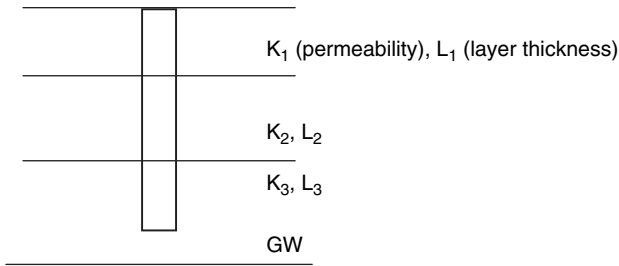 K₁ (permeability), L₁ (layer thickness)
K₂, L₂
K₃, L₃
GW